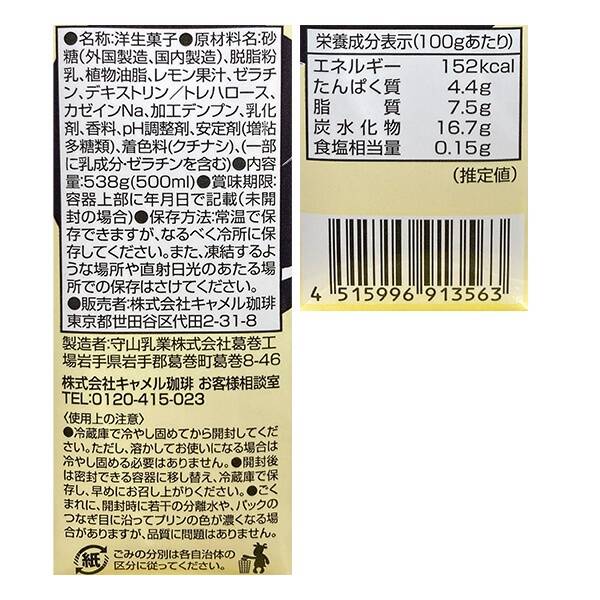 ●名称:洋生菓子●原材料名:砂
糖(外国製造、国内製造)、脱脂粉
乳、植物油脂、レモン果汁、ゼラチ
ン、デキストリン/トレハロース、
カゼインNa、加工デンプン、乳化
剤、香料、pH調整剤、安定剤(増粘
多糖類)、着色料(クチナシ)、(一部
に乳成分・ゼラチンを含む)●内容
量:538g(500ml)●賞味期限:
容器上部に年月日で記載(未開
封の場合)●保存方法:常温で保
存できますが、なるべく冷所に保
存してください。また、凍結するよ
うな場所や直射日光のあたる場
所での保存はさけてください。
●販売者:株式会社キャメル珈琲
東京都世田谷区代田2-31-8
製造者:守山乳業株式会社葛巻工
場岩手県岩手郡葛巻町葛巻8-46
株式会社キャメル珈琲 お客様相談室
TEL:0120-415-023
〈使用上の注意〉
●冷蔵庫で冷やし固めてから開封してくだ
さい。ただし、溶かしてお使いになる場合
は冷やし固める必要はありません。●開封後
は密封できる容器に移し替え、冷蔵庫で保
存し、早めにお召し上がりください。●ごく
まれに、開封時に若干の分離水や、パックの
つなぎ目に沿ってプリンの色が濃くなる場合
がありますが、品質に問題はありません。
紙
ごみの分別は各自治体の
区分に従ってください。
栄養成分表示(100gあたり)
エネルギー 152kcal
たんぱく質 4.4g
脂質 7.5g
炭水化物 16.7g
食塩相当量 0.15g
(推定値)
4 515996 913563